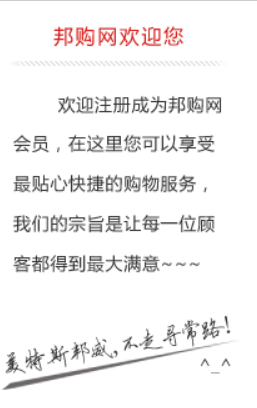 邦购网欢迎您
欢迎注册成为邦购网
会员，在这里您可以享受
最贴心快捷的购物服务，
我们的宗旨是让每一位顾
客都得到最大满意~~~
美特斯邦威,不走寻常路!
^_^